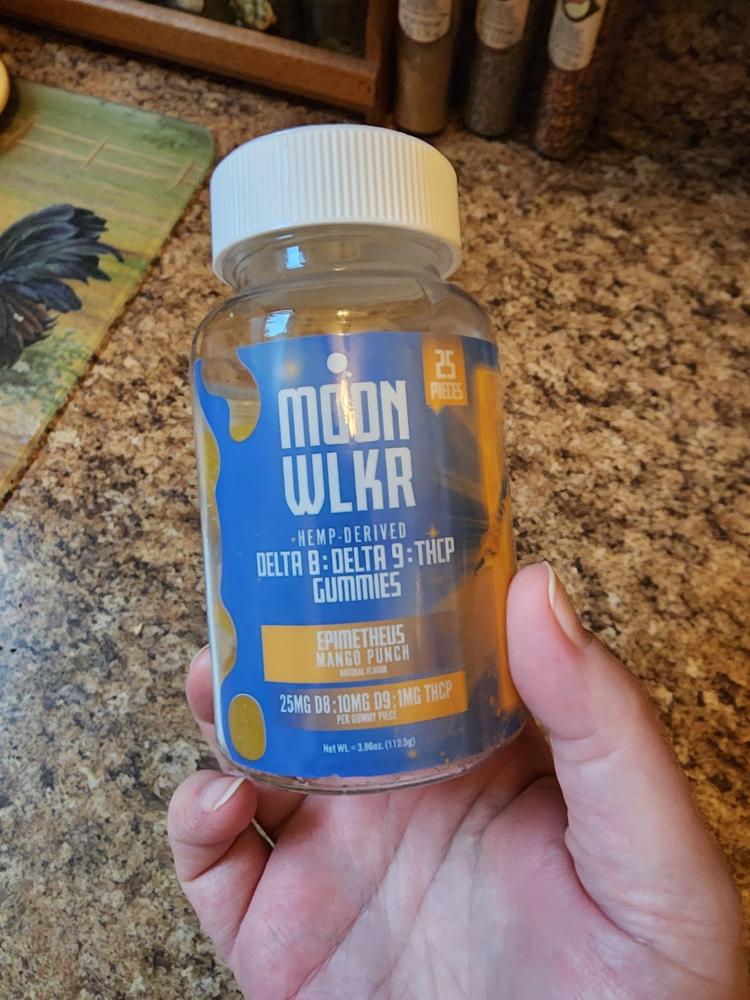 25
PIECES
MOON
WLKR
HEMP-DERIVED
DELTA 8:DELTA 9:THCP
GUMMIES
EPIMETHEUS
MANGO PUNCH
NATURAL FLAVOR
25MG D8:10MG D9:1MG THCP
PER GUMMY PIECE
Net Wt. = 3.96oz. (112.5g)